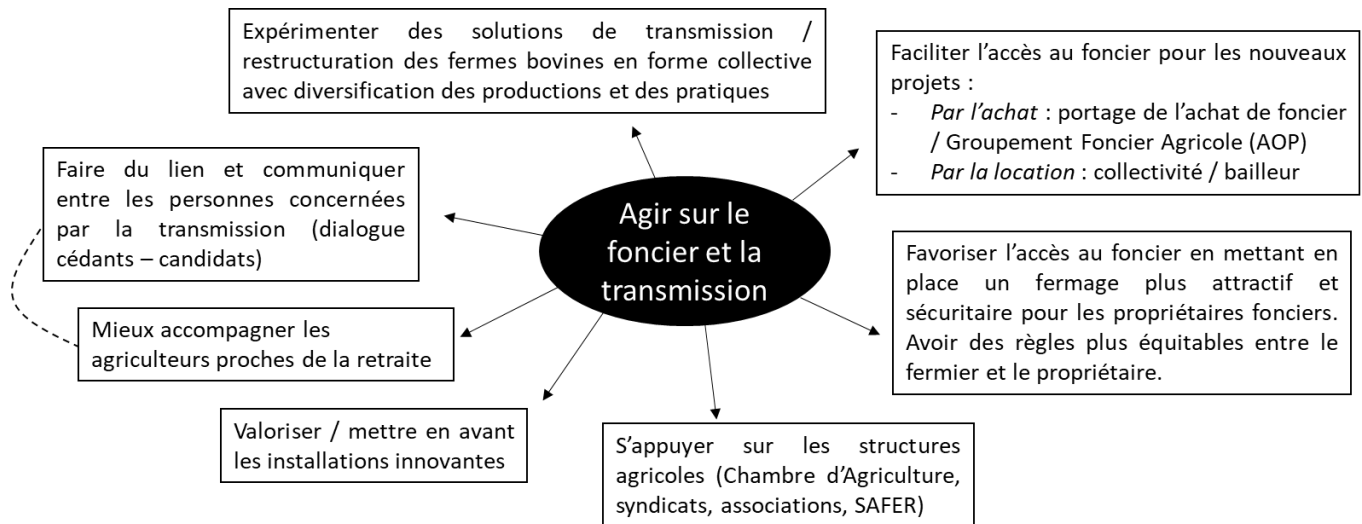 Expérimenter des solutions de transmission /
restructuration des fermes bovines en forme collective
avec diversification des productions et des pratiques
Faciliter l’accès au foncier pour les nouveaux
projets :
- Par l’achat : portage de l’achat de foncier
/ Groupement Foncier Agricole (AOP)
- Par la location : collectivité / bailleur
Faire du lien et communiquer
entre les personnes concernées
par la transmission (dialogue
cédants – candidats)
Agir sur le
foncier et la
transmission
Favoriser l’accès au foncier en mettant en
place un fermage plus attractif et
sécuritaire pour les propriétaires fonciers.
Avoir des règles plus équitables entre le
fermier et le propriétaire.
Mieux accompagner les
agriculteurs proches de la retraite
Valoriser / mettre en avant
les installations innovantes
S’appuyer sur les structures
agricoles (Chambre d’Agriculture,
syndicats, associations, SAFER)